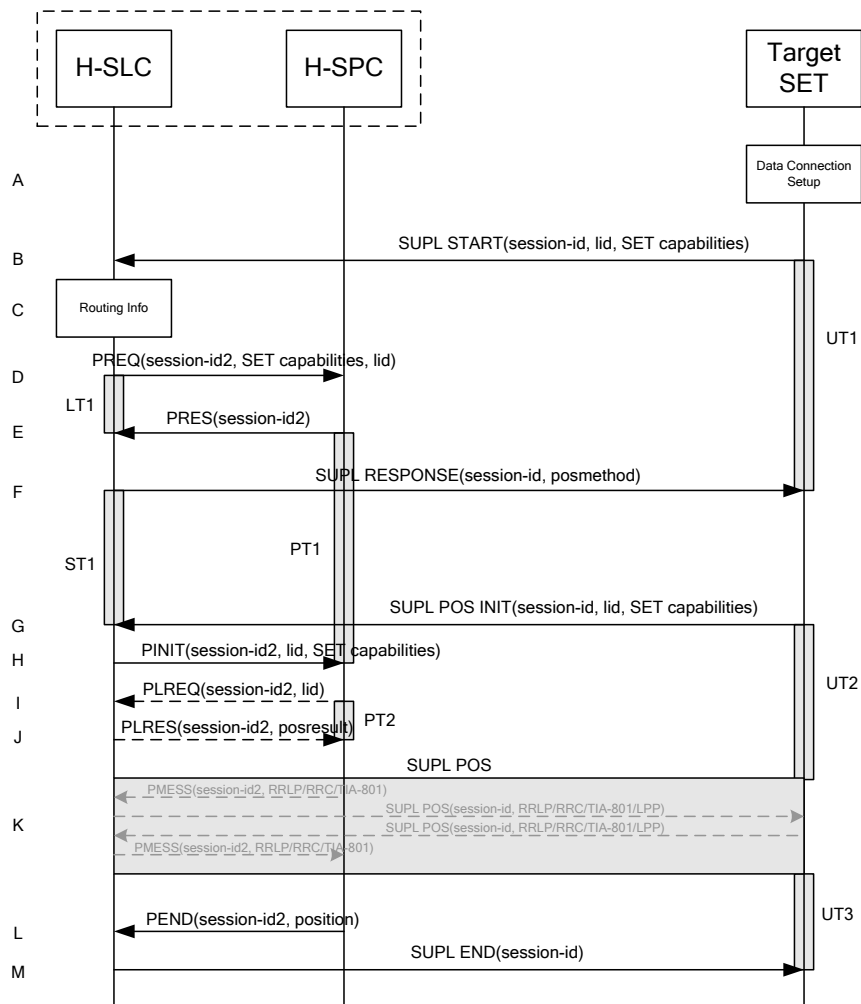 H-SLC
H-SPC
Target
SET
A
Data Connection
Setup
SUPL START(session-id, lid, SET capabilities)
B
C
Routing Info
UT1
PREQ(session-id2, SET capabilities, lid)
D
LT1
PRES(session-id2)
E
SUPL RESPONSE(session-id, posmethod)
F
PT1
ST1
SUPL POS INIT(session-id, lid, SET capabilities)
G
PINIT(session-id2, lid, SET capabilities)
H
PLREQ(session-id2, lid)
I
UT2
PLRES(session-id2, posresult)
PT2
J
SUPL POS
PMESS(session-id2, RRLP/RRC/TIA-801)
SUPL POS(session-id, RRLP/RRC/TIA-801/LPP)
K
SUPL POS(session-id, RRLP/RRC/TIA-801/LPP)
PMESS(session-id2, RRLP/RRC/TIA-801)
PEND(session-id2, position)
UT3
L
SUPL END(session-id)
M